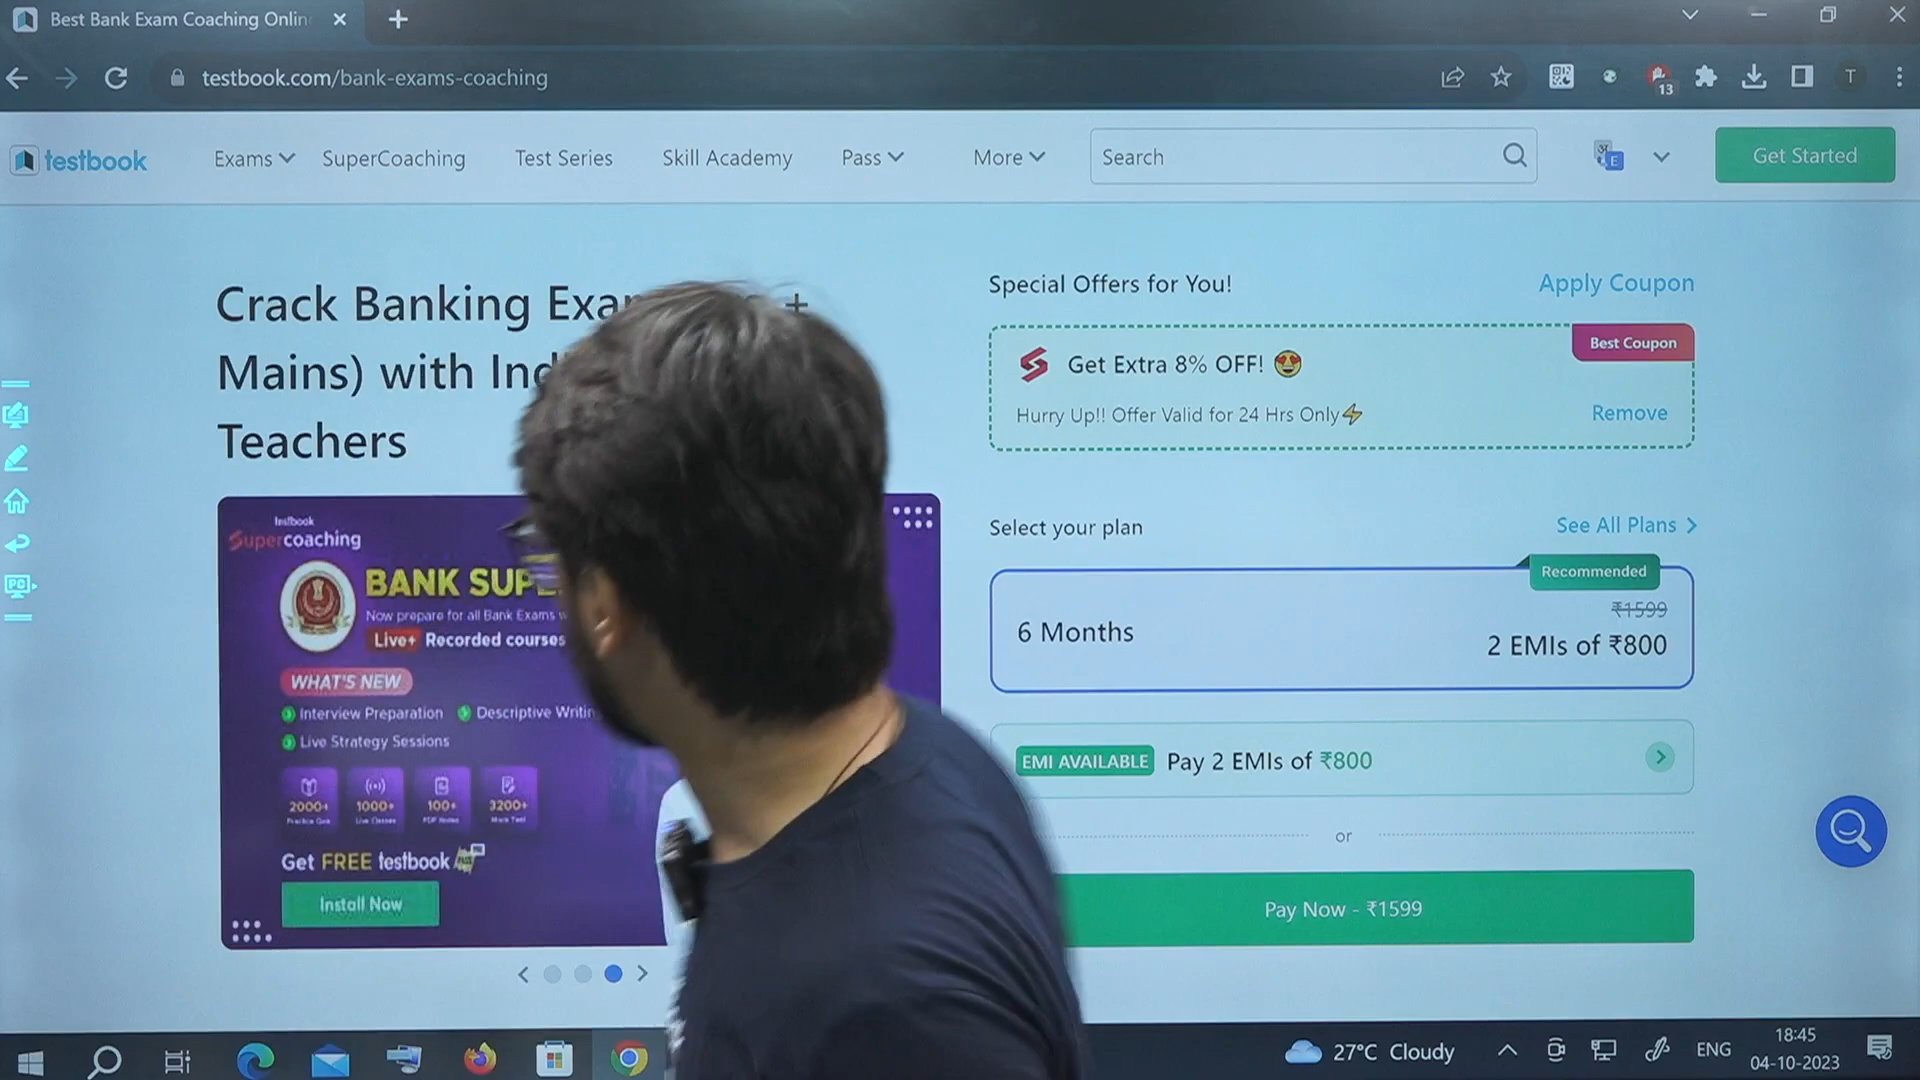 Best Bank Exam Coaching Onlin
testbook.com/bank-exams-coaching
13
T
testbook
Exams
SuperCoaching
Test Series
Skill Academy
Pass
More
Search
E
Get Started
Crack Banking Exa +
Mains) with Ind
Teachers
testbook
Supercoaching
BANK SUP
Now prepare for all Bank Exams w
Live+ Recorded courses
WHAT'S NEW
Interview Preparation
Descriptive Writin
Live Strategy Sessions
2000+
1000+
100+
3200+
Live Classes
Get FREE testbook
Install Now
Special Offers for You!
Apply Coupon
Best Coupon
Get Extra 8% OFF! 😍
Hurry Up!! Offer Valid for 24 Hrs Only⚡
Remove
Select your plan
See All Plans
Recommended
₹1599
6 Months
2 EMIs of ₹800
EMI AVAILABLE
Pay 2 EMIs of ₹800
or
Pay Now - ₹1599
PC
27°C Cloudy
ENG
18:45
04-10-2023